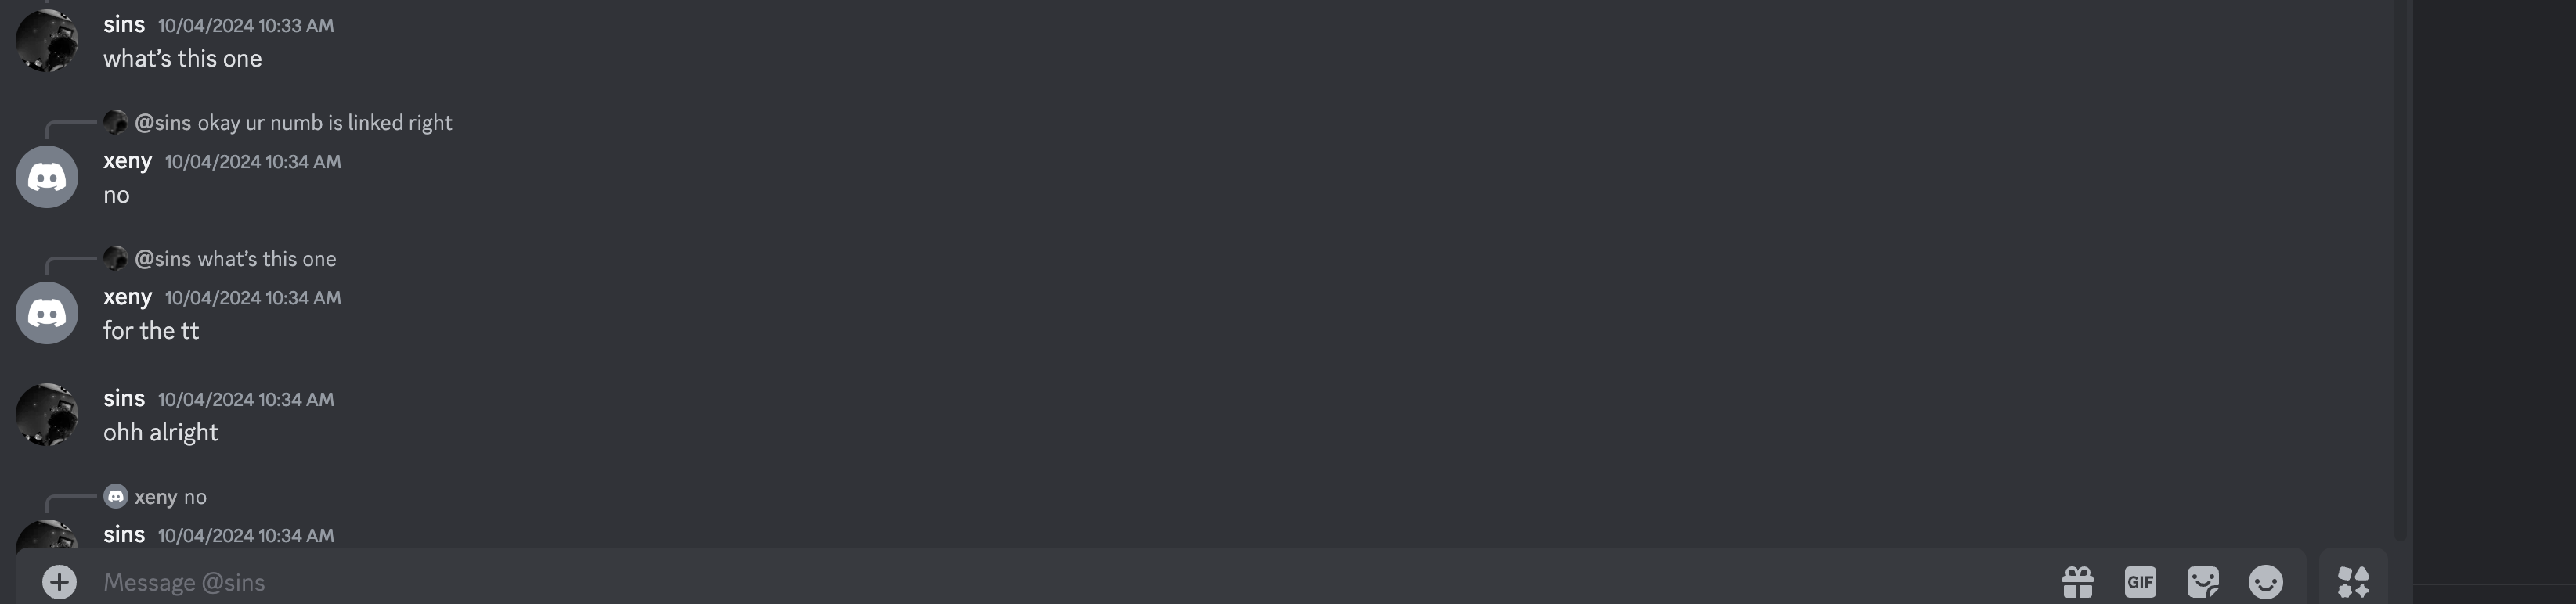 sins 10/04/2024 10:33 AM
what’s this one
@sins okay ur numb is linked right
xeny 10/04/2024 10:34 AM
no
@sins what’s this one
xeny 10/04/2024 10:34 AM
for the tt
sins 10/04/2024 10:34 AM
ohh alright
xeny no
sins 10/04/2024 10:34 AM
Message @sins
GIF